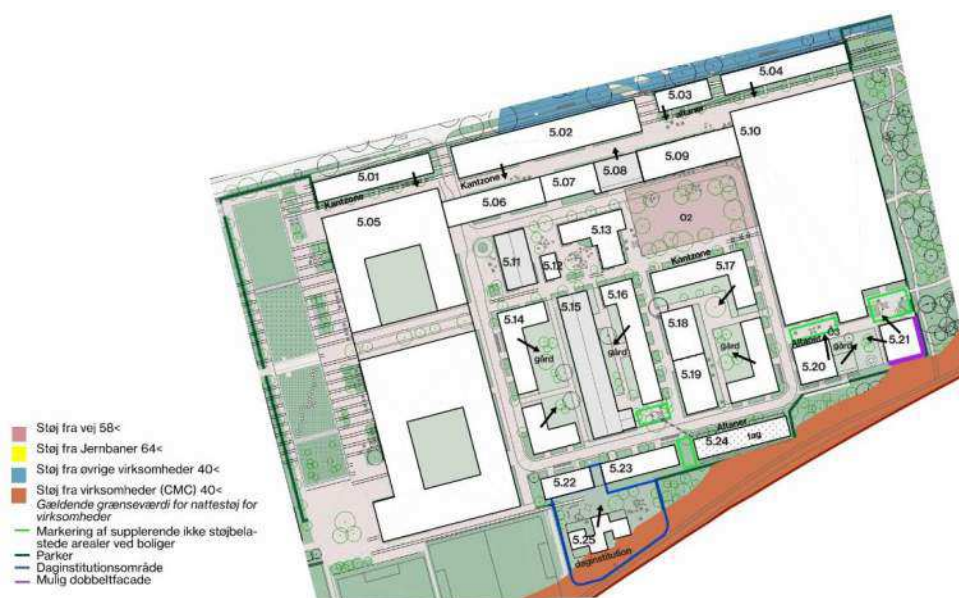 5.04
5.03
altaner
5.02
5.10
5.01
Kantzone
5.09
5.08
Kantzone
5.07
5.05
5.06
O2
5.13
Kantzone
5.17
5.11
5.12
5.15
5.16
5.14
5.18
gård
gård
gård
Altaner O3
gård
5.21
5.20
5.19
Altaner
5.24
tag
5.23
5.22
5.25
daginstitution
Støj fra vej 58<
Støj fra Jernbaner 64<
Støj fra øvrige virksomheder 40<
Støj fra virksomheder (CMC) 40<
Gældende grænseværdi for nattestøj for
virksomheder
Markering af supplerende ikke støjbela-
stede arealer ved boliger
Parker
Daginstitutionsområde
Mulig dobbeltfacade